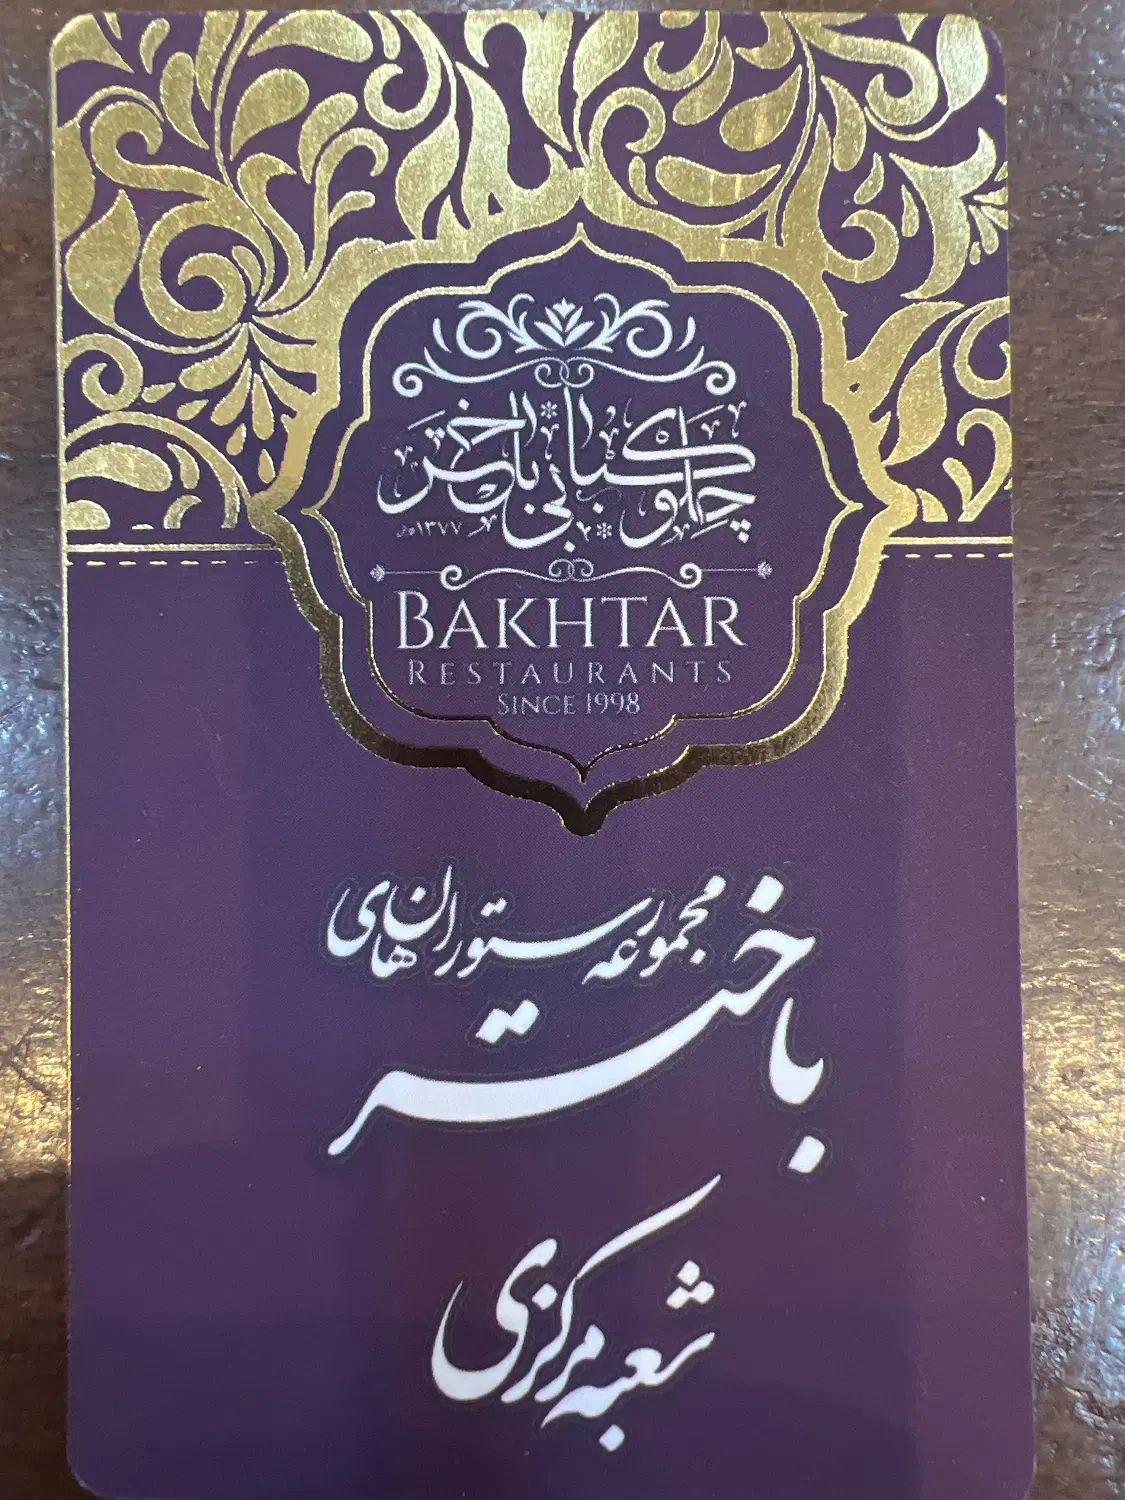 چلوکبابی باختر
۱۳۷۷
BAKHTAR
RESTAURANTS
SINCE 1998
مجموعه رستوران های
باختر
شعبه مرکزی